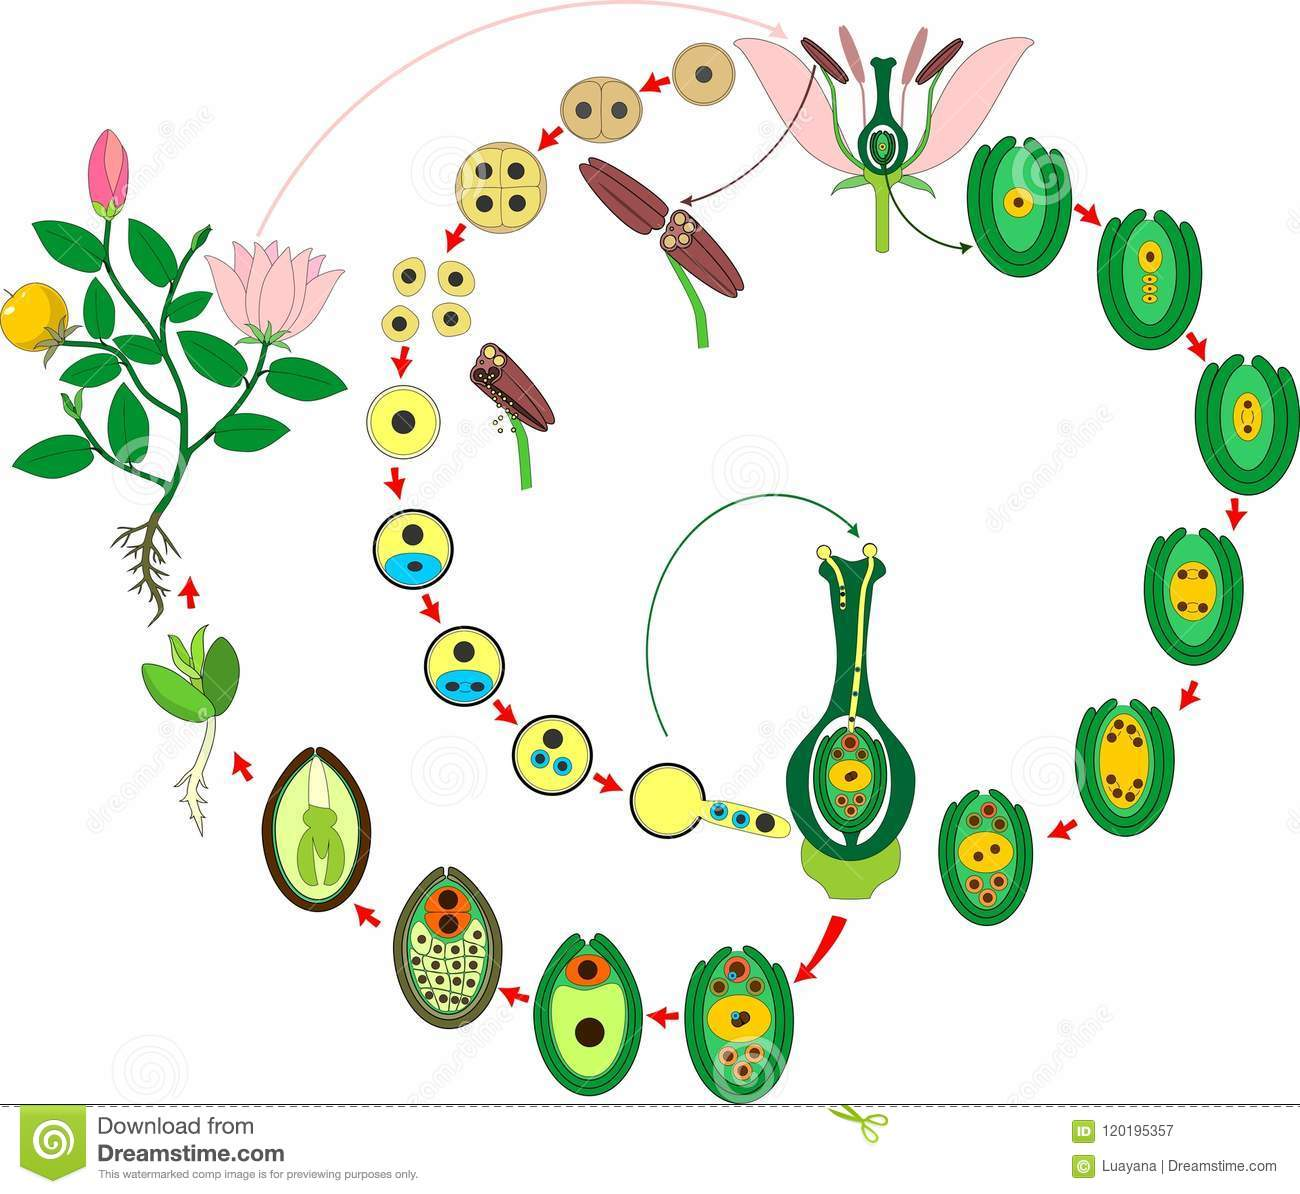 Download from
Dreamstime.com
This watermarked comp image is for previewing purposes only.
ID 120195357
© Luayana | Dreamstime.com